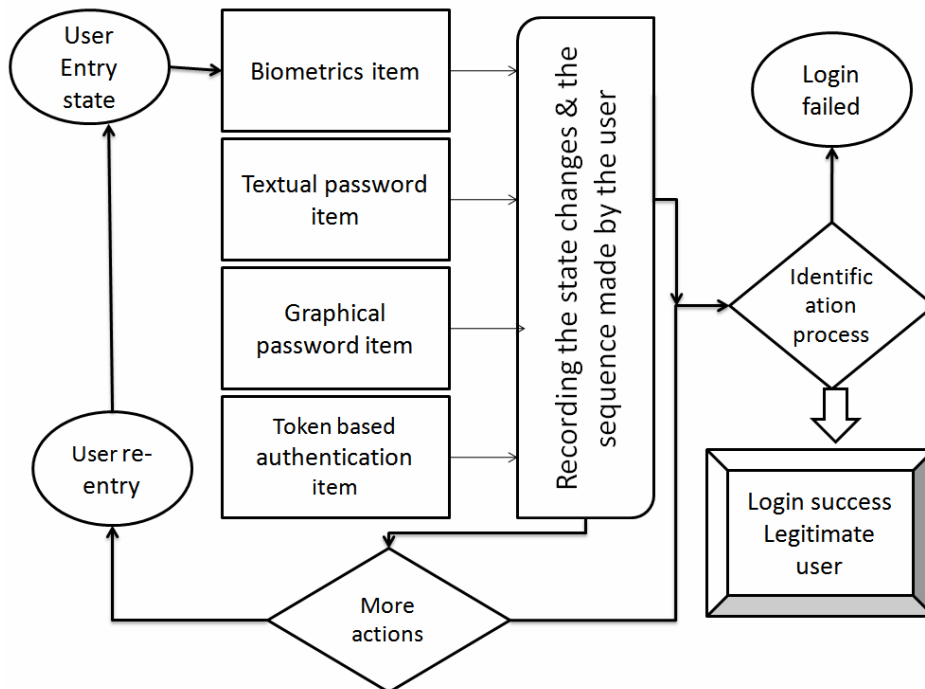 User
Entry
state
Biometrics item
Textual password
item
Graphical
password item
Token based
authentication
item
Recording the state changes & the
sequence made by the user
Login
failed
Identific
ation
process
Login success
Legitimate
user
User re-
entry
More
actions